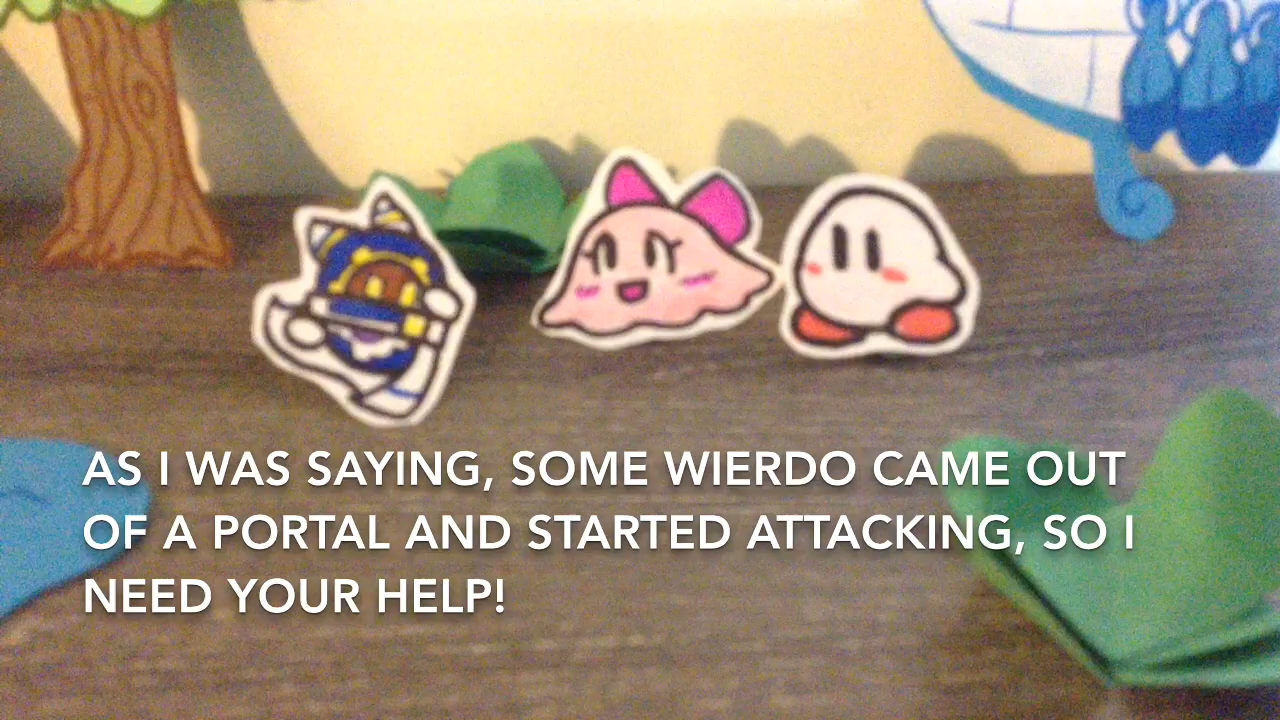 AS I WAS SAYING, SOME WIERDO CAME OUT
OF A PORTAL AND STARTED ATTACKING, SO I
NEED YOUR HELP!